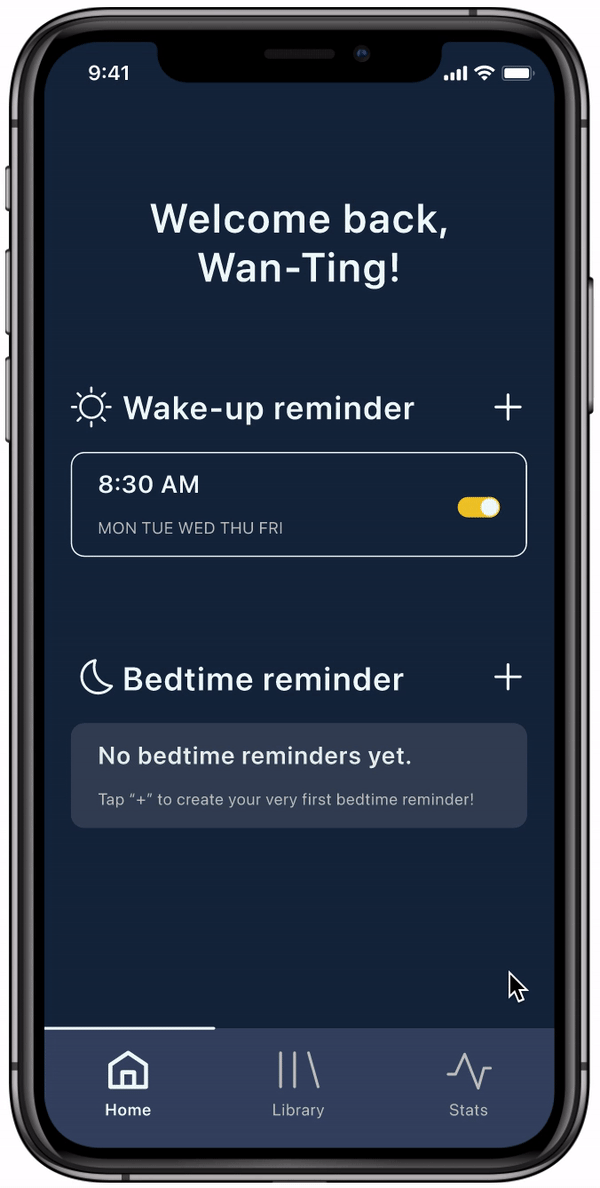 9:41
Welcome back,
Wan-Ting!
Wake-up reminder
8:30 AM
MON TUE WED THU FRI
Bedtime reminder
No bedtime reminders yet.
Tap “+” to create your very first bedtime reminder!
Home
Library
Stats